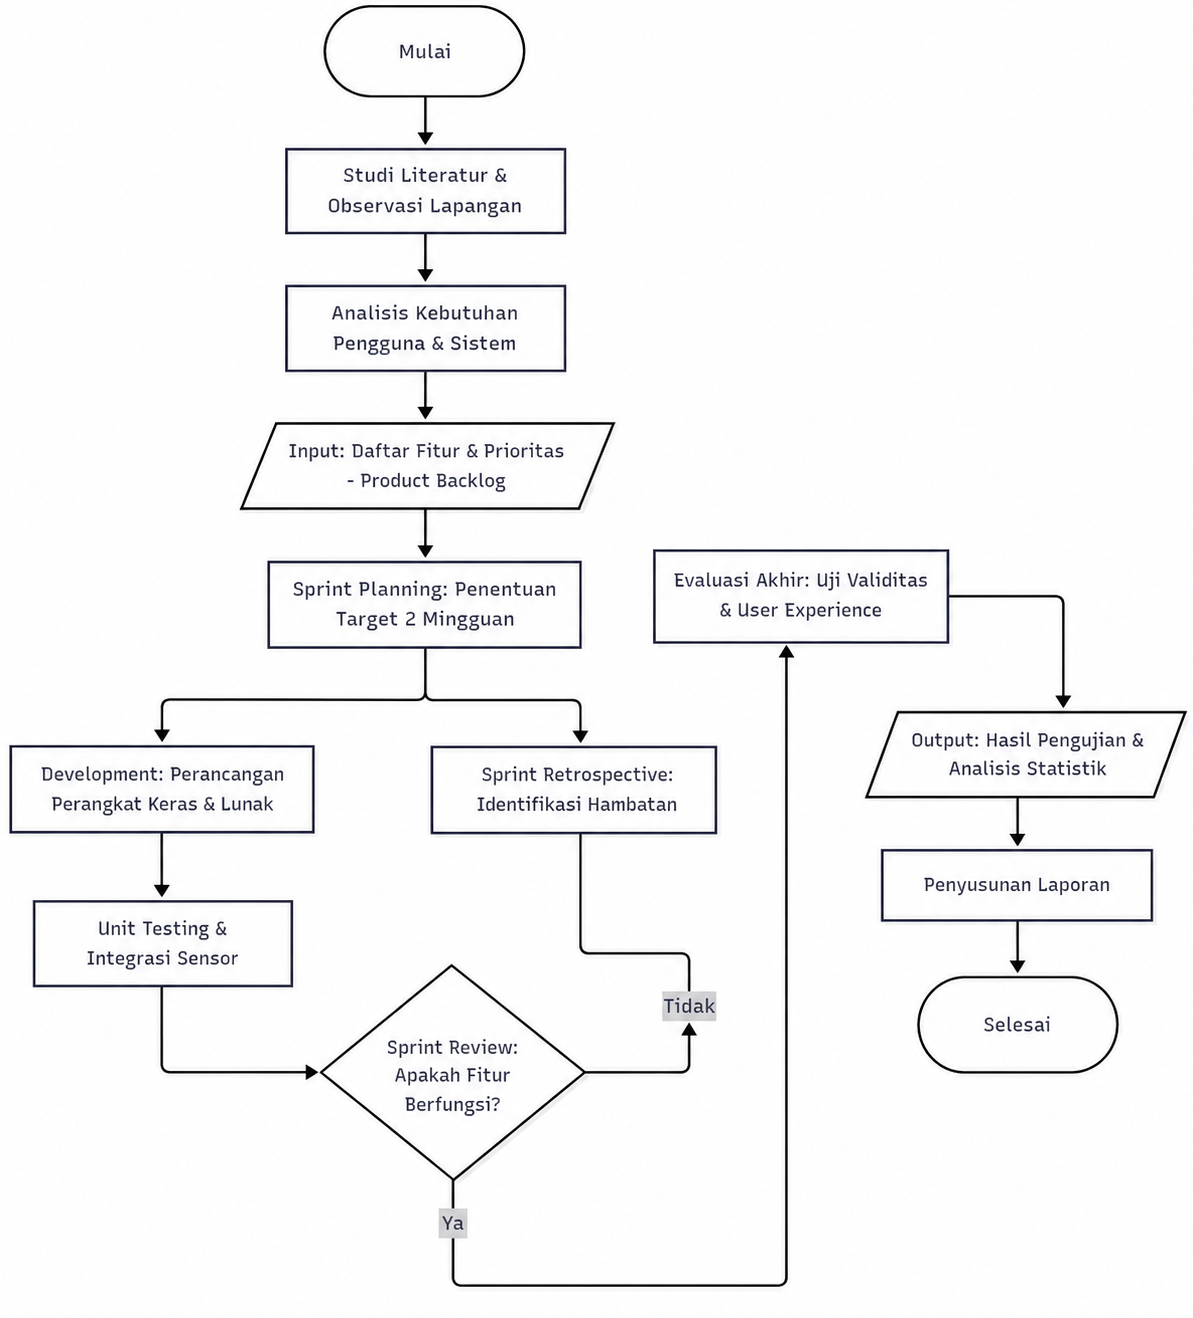 Mulai
Studi Literatur &
Observasi Lapangan
Analisis Kebutuhan
Pengguna & Sistem
Input: Daftar Fitur & Prioritas
- Product Backlog
Sprint Planning: Penentuan
Target 2 Mingguan
Development: Perancangan
Perangkat Keras & Lunak
Sprint Retrospective:
Identifikasi Hambatan
Unit Testing &
Integrasi Sensor
Tidak
Sprint Review:
Apakah Fitur
Berfungsi?
Ya
Evaluasi Akhir: Uji Validitas
& User Experience
Output: Hasil Pengujian &
Analisis Statistik
Penyusunan Laporan
Selesai